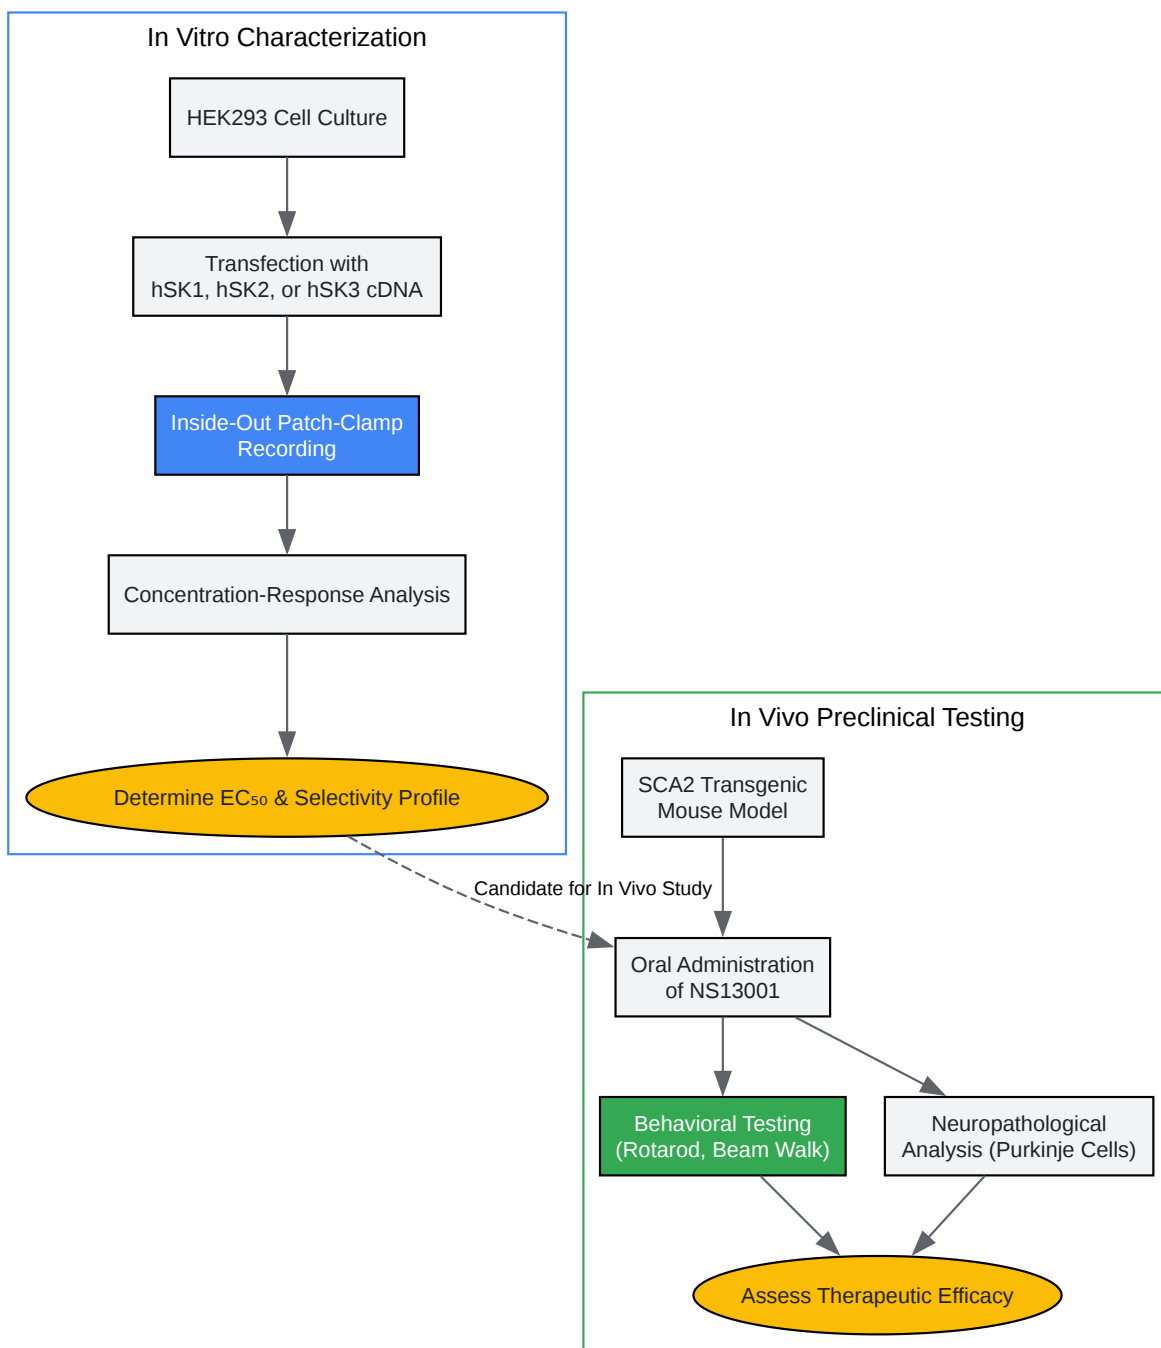 In Vitro Characterization
HEK293 Cell Culture
Transfection with
hSK1, hSK2, or hSK3 cDNA
Inside-Out Patch-Clamp
Recording
Concentration-Response Analysis
Determine EC₅₀ & Selectivity Profile
Candidate for In Vivo Study
In Vivo Preclinical Testing
SCA2 Transgenic
Mouse Model
Oral Administration
of NS13001
Behavioral Testing
(Rotarod, Beam Walk)
Neuropathological
Analysis (Purkinje Cells)
Assess Therapeutic Efficacy